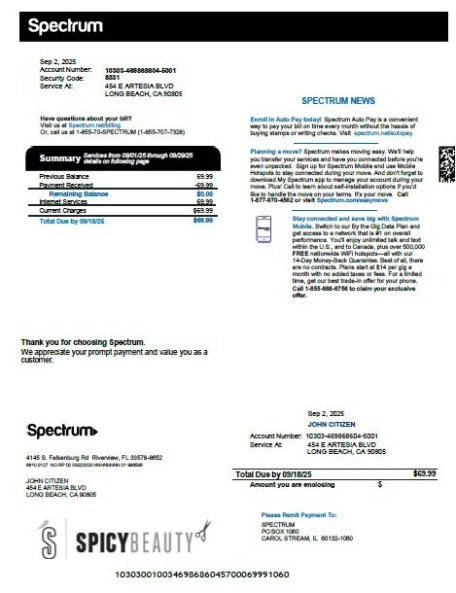 Spectrum
Sep 2, 2025
Account Number: 10303-469868604-5001
Security Code: 8331
Service At: 454 E ARTESIA BLVD
LONG BEACH, CA 90805
Have questions about your bill?
Visit us at Spectrum.net/billing
Or, call us at 1-855-70-SPECTRUM (1-855-707-7328)
Summary Services from 09/01/25 through 09/29/25
details on following page
Previous Balance 69.99
Payment Received -69.99
Remaining Balance $0.00
Internet Services 69.99
Current Charges $69.99
Total Due by 09/18/25 $69.99
SPECTRUM NEWS
Enroll in Auto Pay today! Spectrum Auto Pay is a convenient
way to pay your bill on time every month without the hassle of
buying stamps or writing checks. Visit spectrum.net/autopay.
Planning a move? Spectrum makes moving easy. We'll help
you transfer your services and have you connected before you're
even unpacked. Sign up for Spectrum Mobile and use Mobile
Hotspots to stay connected during your move. And don't forget to
download My Spectrum app to manage your account during your
move. Plus! Call to learn about self-installation options if you'd
like to handle the move on your terms. It's your move. Call
1-877-970-4562 or visit Spectrum.com/easymove
Stay connected and save big with Spectrum
Mobile. Switch to our By the Gig Data Plan and
get access to a network that is #1 on overall
performance. You'll enjoy unlimited talk and text
within the U.S., and to Canada, plus over 500,000
FREE nationwide WiFi hotspots—all with our
14-Day Money-Back Guarantee. Best of all, there
are no contracts. Plans start at $14 per gig a
month with no added taxes or fees. For a limited
time, get our best trade-in offer for your phone.
Call 1-855-666-6756 to claim your exclusive
offer.
Thank you for choosing Spectrum.
We appreciate your prompt payment and value you as a
customer.
Spectrum
4145 S. Falkenburg Rd Riverview, FL 33578-8652
JOHN CITIZEN
454 E ARTESIA BLVD
LONG BEACH, CA 90805
Sep 2, 2025
JOHN CITIZEN
Account Number: 10303-469868604-5001
Service At: 454 E ARTESIA BLVD
LONG BEACH, CA 90805
Total Due by 09/18/25 $69.99
Amount you are enclosing $
Please Remit Payment To:
SPECTRUM
PO BOX 1060
CAROL STREAM, IL 60132-1060
SPICYBEAUTY
1030300100346986860457000699910​60